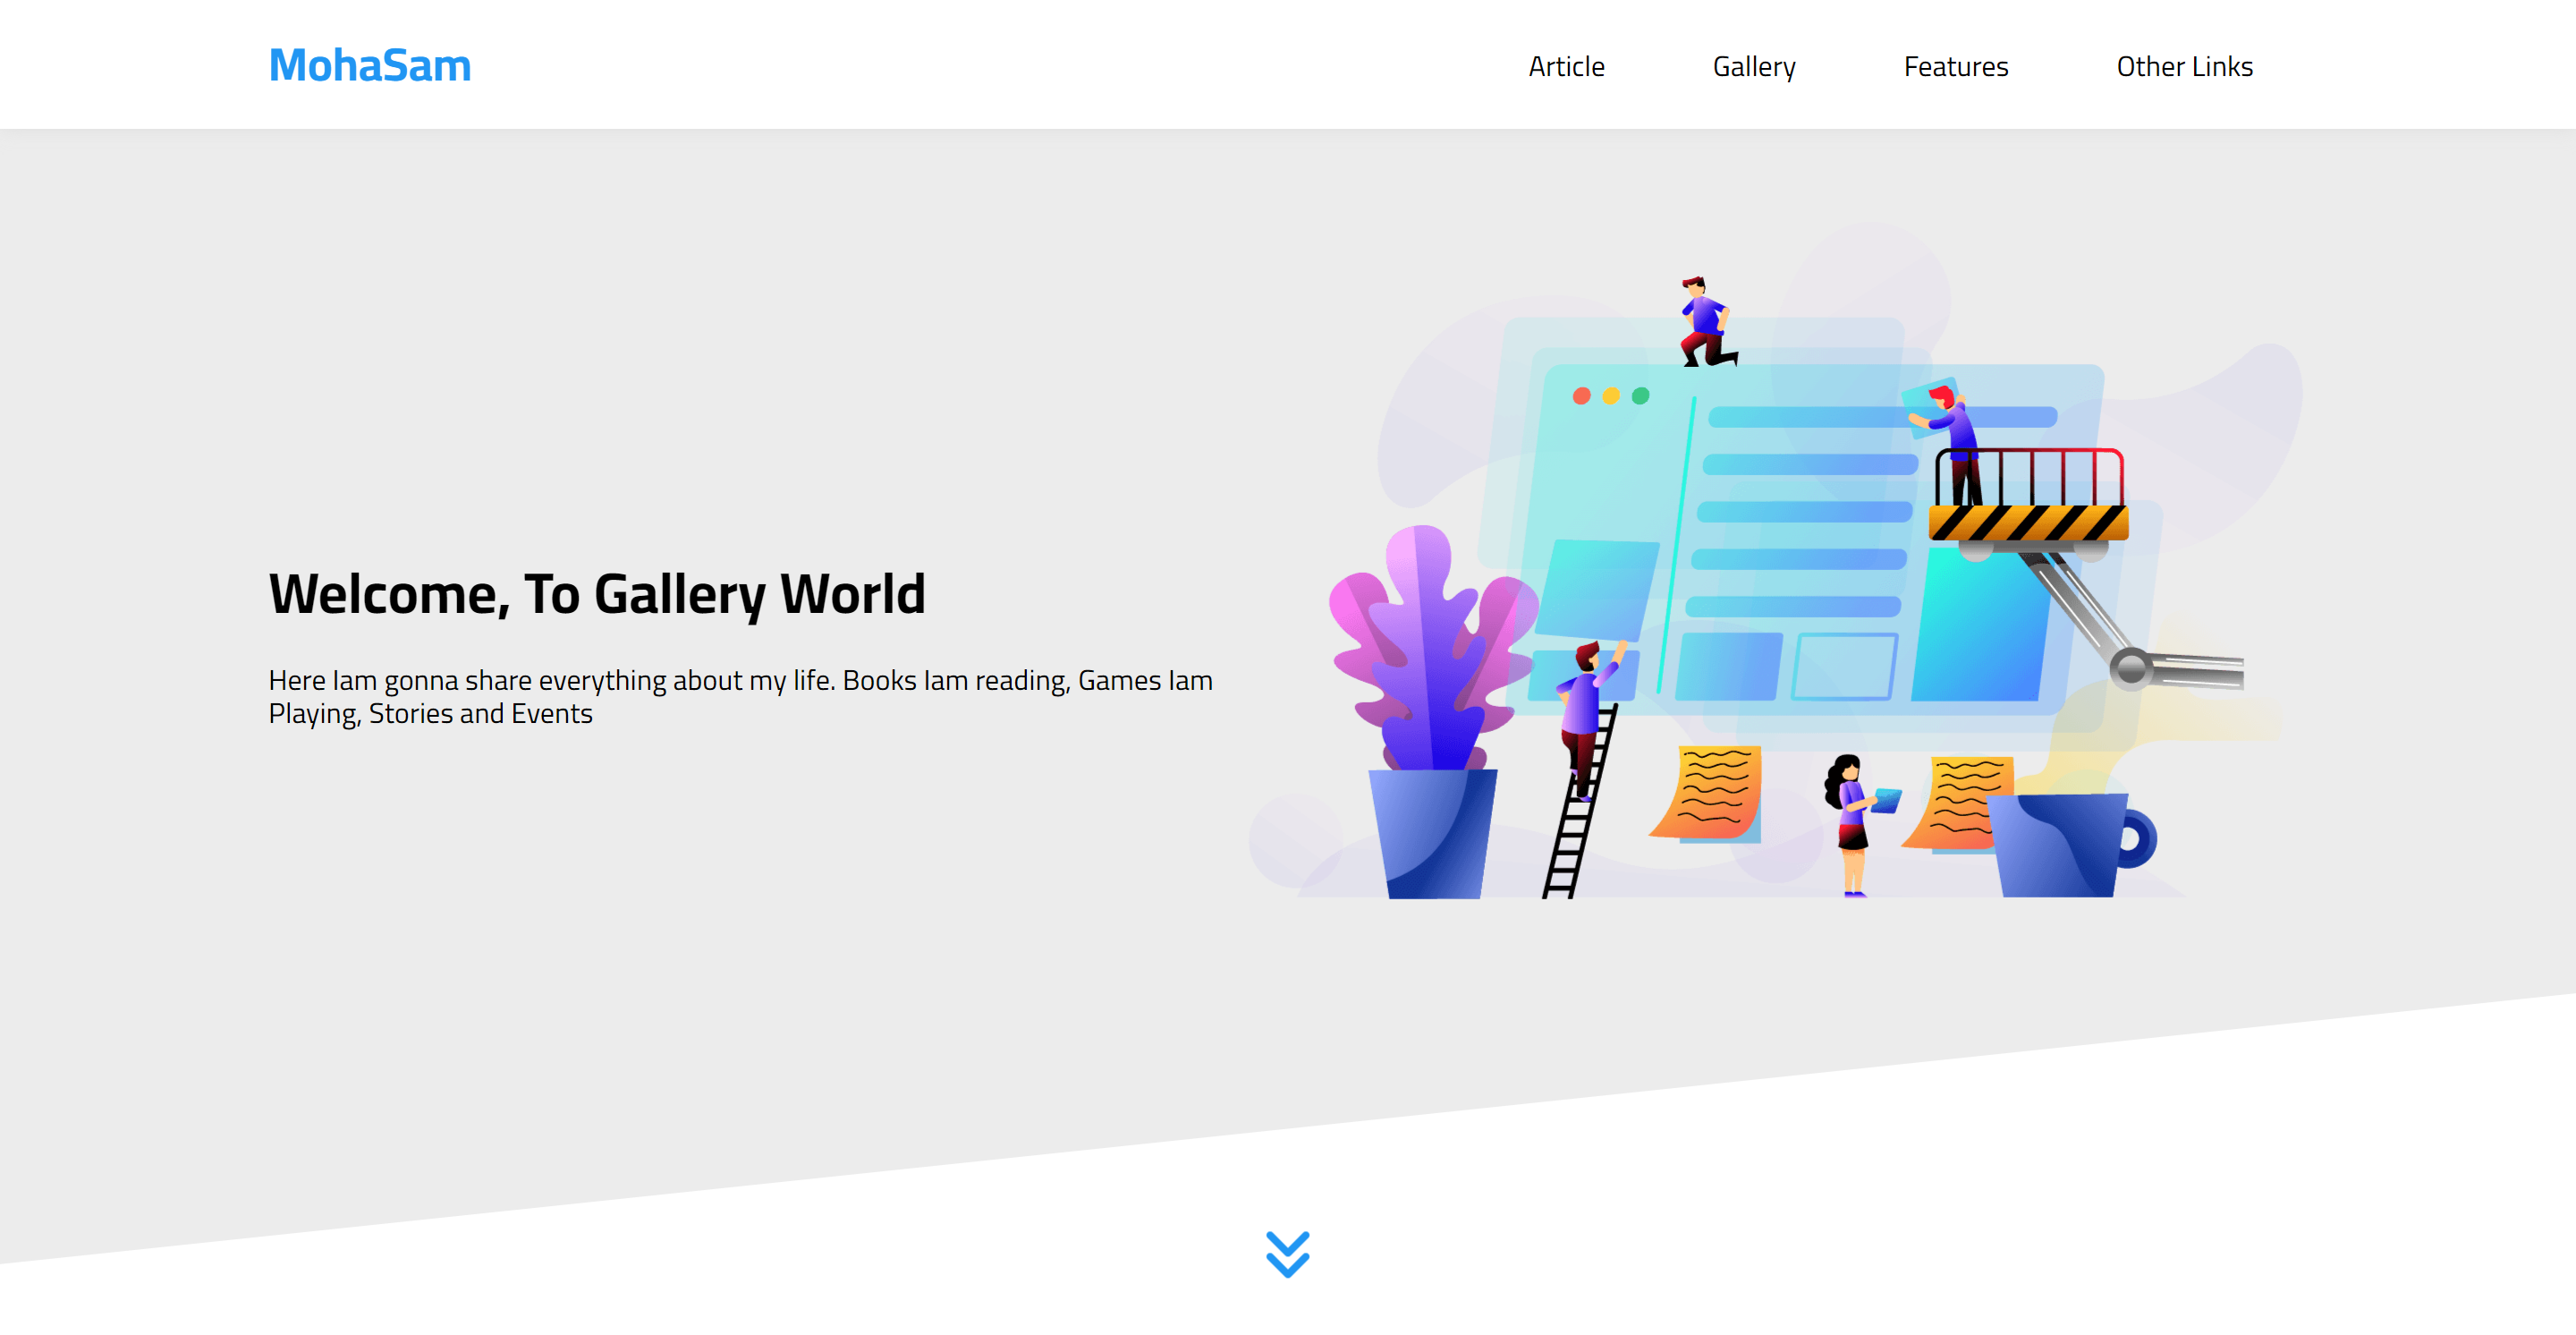 MohaSam
Article
Gallery
Features
Other Links
Welcome, To Gallery World
Here Iam gonna share everything about my life. Books Iam reading, Games Iam
Playing, Stories and Events